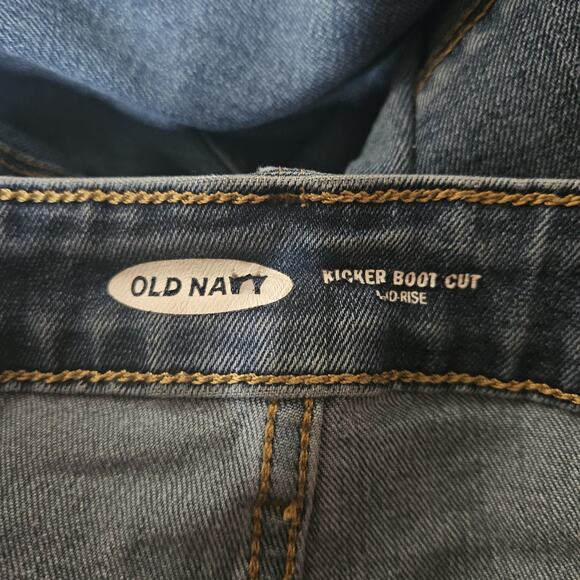 OLD NAVY
KICKER BOOT CUT
MID-RISE